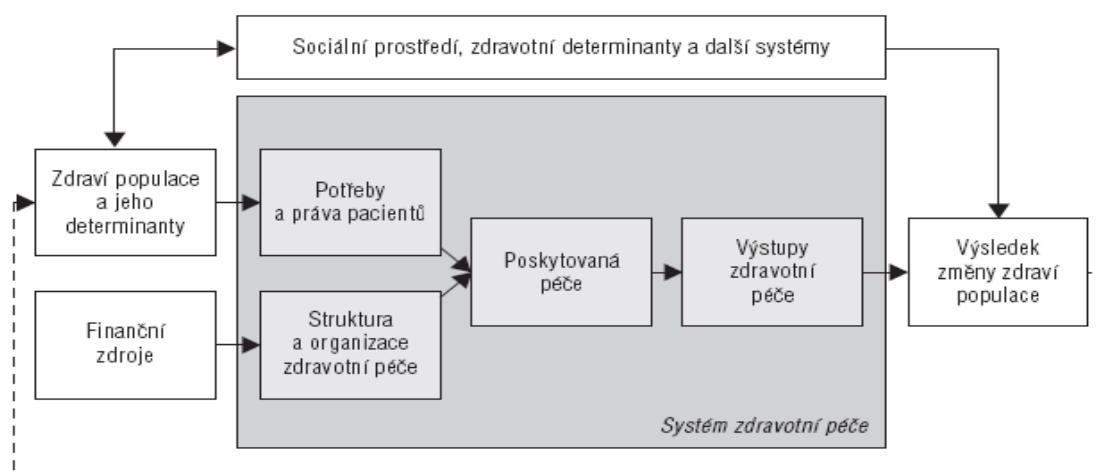 Sociální prostředí, zdravotní determinanty a další systémy
Zdraví populace
a jeho
determinanty
Potřeby
a práva pacientů
Poskytovaná
péče
Výstupy
zdravotní
péče
Výsledek
změny zdraví
populace
Finanční
zdroje
Struktura
a organizace
zdravotní péče
Systém zdravotní péče